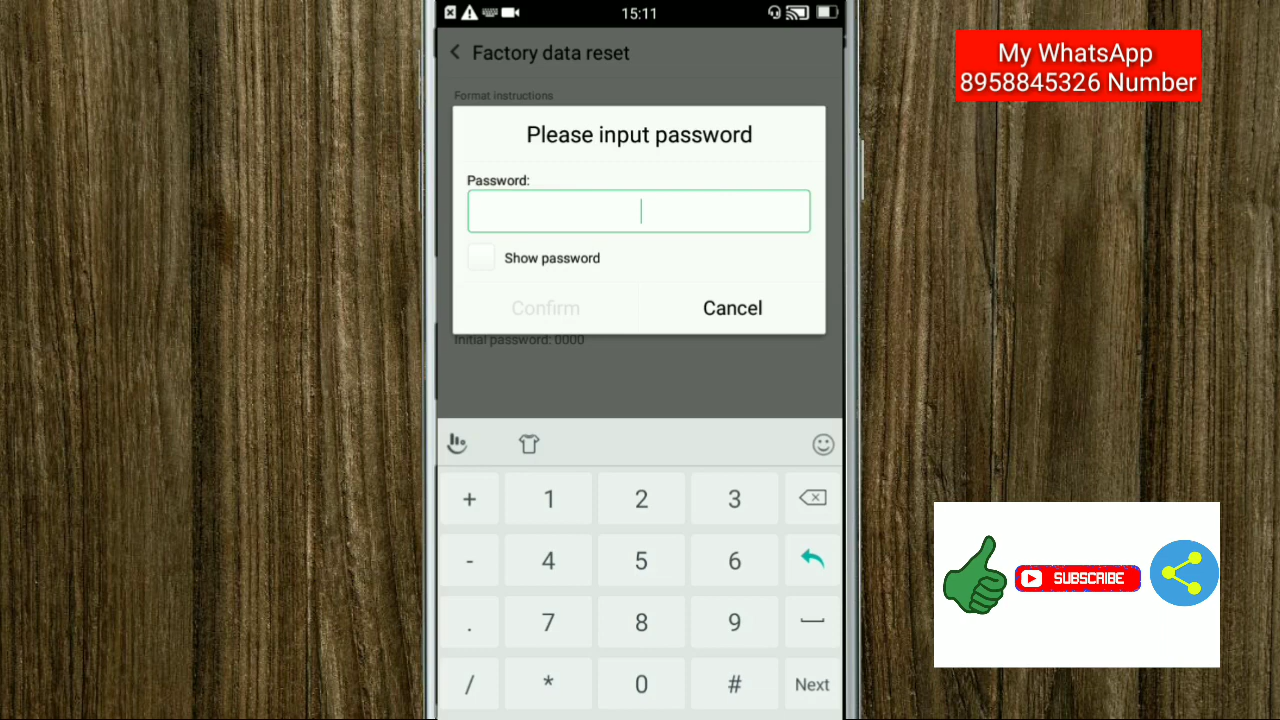 15:11
Factory data reset
Format instructions
Please input password
Password:
Show password
Confirm
Cancel
Initial password: 0000
+ 1 2 3
- 4 5 6
. 7 8 9
/ * 0 # Next
My WhatsApp
8958845326 Number
SUBSCRIBE